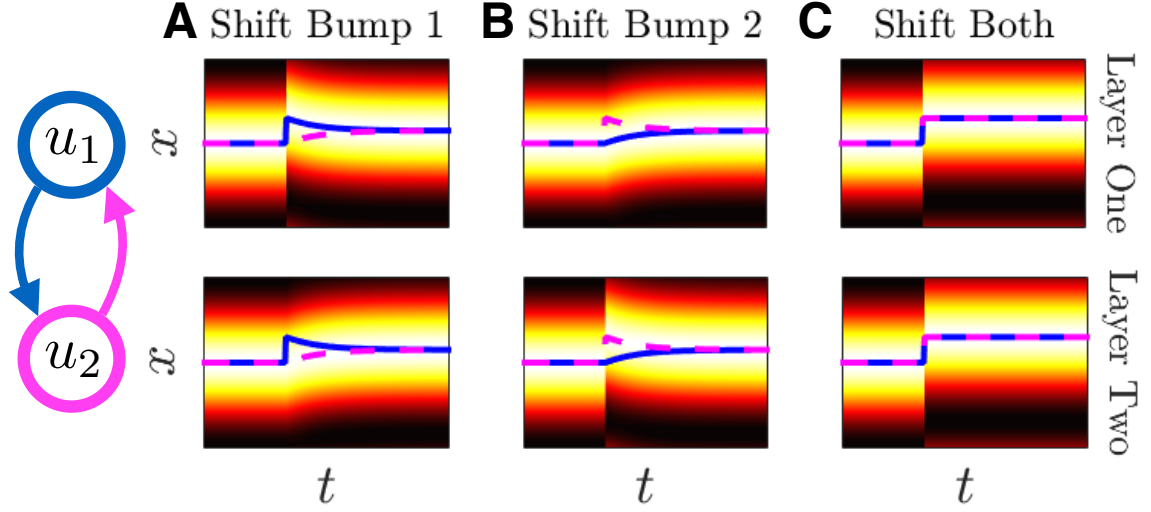 A Shift Bump 1
B Shift Bump 2
C Shift Both
u1
x
Layer One
u2
x
Layer Two
t
t
t